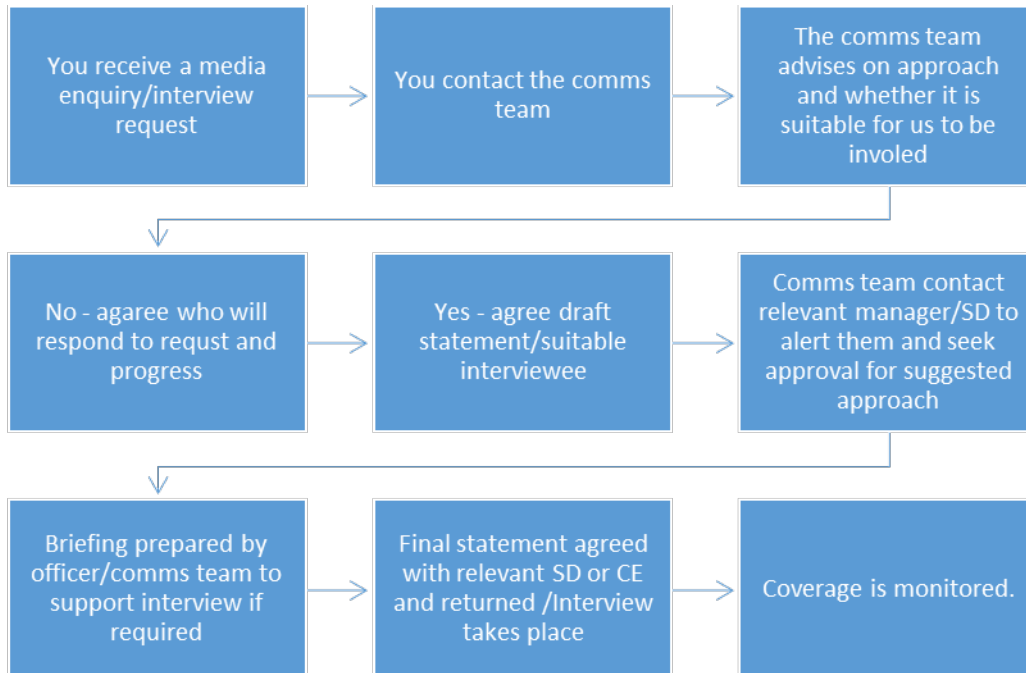 You receive a media
enquiry/interview
request
You contact the comms
team
The comms team
advises on approach
and whether it is
suitable for us to be
involed
No - agaree who will
respond to requst and
progress
Yes - agree draft
statement/suitable
interviewee
Comms team contact
relevant manager/SD to
alert them and seek
approval for suggested
approach
Briefing prepared by
officer/comms team to
support interview if
required
Final statement agreed
with relevant SD or CE
and returned /Interview
takes place
Coverage is monitored.